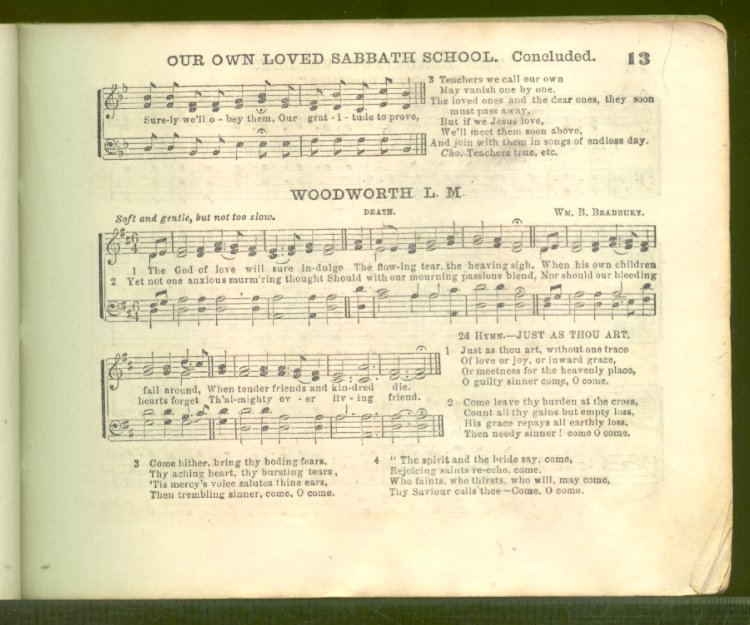 OUR OWN LOVED SABBATH SCHOOL. Concluded. 13
Sure-ly we'll o - bey them, Our grat - i - tude to prove,
3 Teachers we call our own
May vanish one by one.
The loved ones and the dear ones, they soon
must pass away,
But if we Jesus love,
We'll meet them soon above,
And join with them in songs of endless day.
Cho. Teachers true, etc.
WOODWORTH L. M.
Soft and gentle, but not too slow. DEATH. WM. B. BRADBURY.
1 The God of love will sure in-dulge The flow-ing tear, the heaving sigh, When his own children
2 Yet not one anxious murm'ring thought Should with our mourning passions blend, Nor should our bleeding
fall around, When tender friends and kin-dred die.
hearts forget Th'al-mighty ev - er liv - ing friend.
2d HYMN.—JUST AS THOU ART.
1 Just as thou art, without one trace
Of love or joy, or inward grace,
Or meetness for the heavenly place,
O guilty sinner come, O come.
2 Come leave thy burden at the cross,
Count all thy gains but empty loss,
His grace repays all earthly loss,
Then needy sinner! come O come.
3 Come hither, bring thy boding fears,
Thy aching heart, thy bursting tears,
'Tis mercy's voice salutes thine ears,
Then trembling sinner, come, O come.
4 " The spirit and the bride say, come,
Rejoicing saints re-echo, come,
Who faints, who thirsts, who will, may come,
Thy Saviour calls thee—Come, O come.